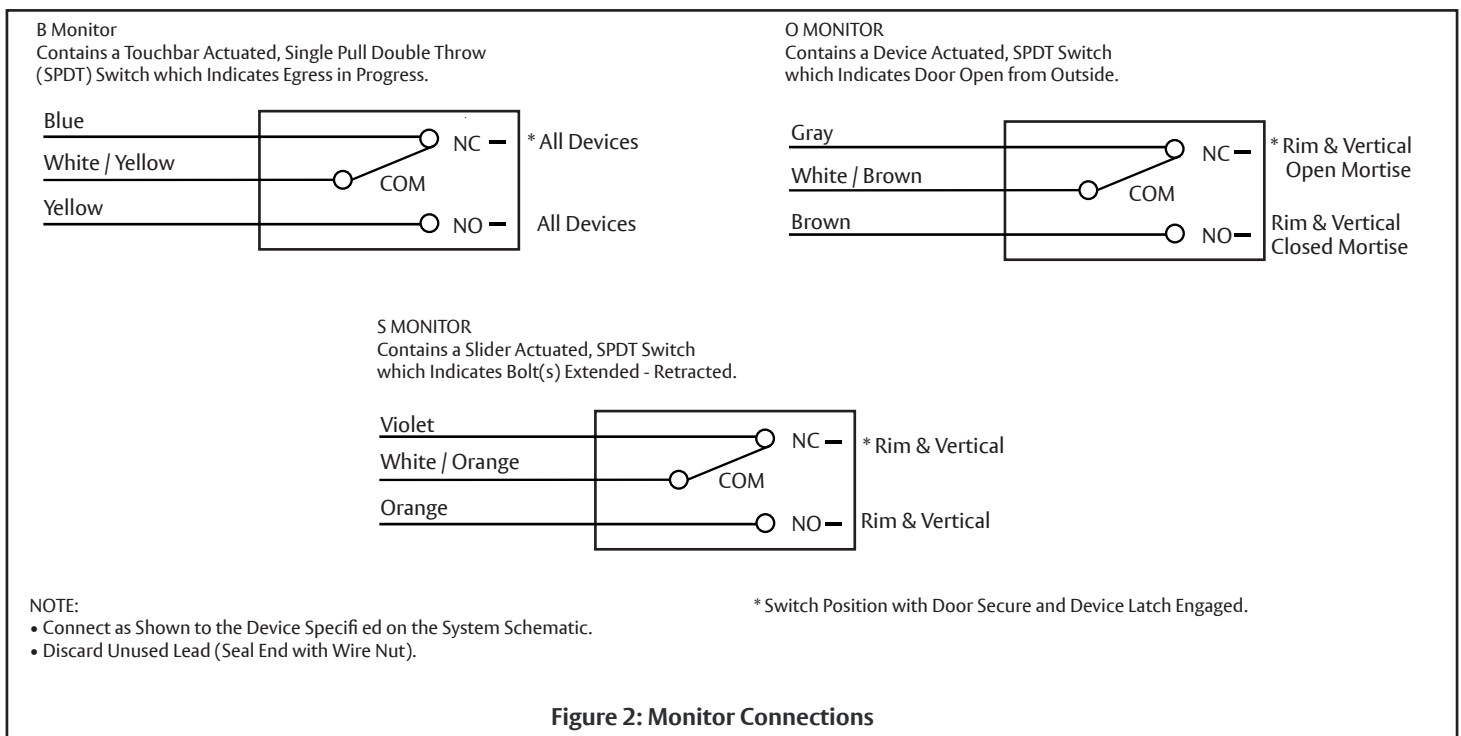 B Monitor
Contains a Touchbar Actuated, Single Pull Double Throw
(SPDT) Switch which Indicates Egress in Progress.
Blue
White / Yellow
Yellow
NC
COM
NO
* All Devices
All Devices
O MONITOR
Contains a Device Actuated, SPDT Switch
which Indicates Door Open from Outside.
Gray
White / Brown
Brown
NC
COM
NO
* Rim & Vertical
Open Mortise
Rim & Vertical
Closed Mortise
S MONITOR
Contains a Slider Actuated, SPDT Switch
which Indicates Bolt(s) Extended - Retracted.
Violet
White / Orange
Orange
NC
COM
NO
* Rim & Vertical
Rim & Vertical
NOTE:
• Connect as Shown to the Device Specifi ed on the System Schematic.
• Discard Unused Lead (Seal End with Wire Nut).
* Switch Position with Door Secure and Device Latch Engaged.
Figure 2: Monitor Connections